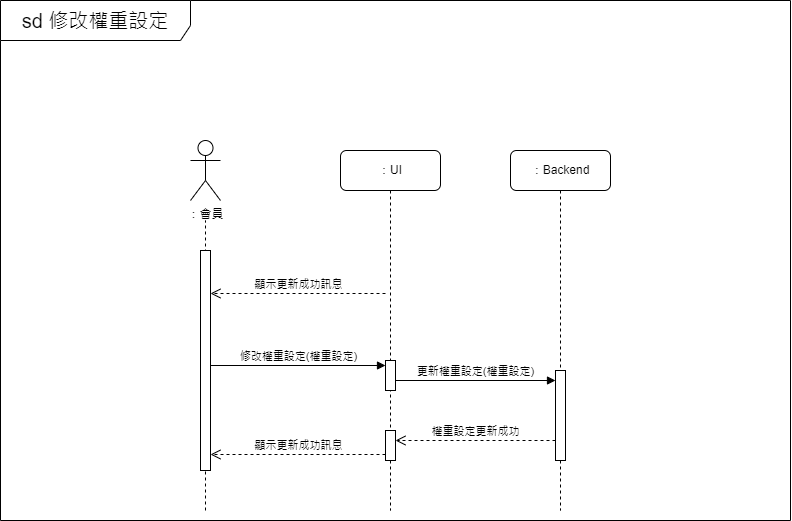 sd 修改權重設定
：會員
：UI
：Backend
顯示更新成功訊息
修改權重設定(權重設定)
更新權重設定(權重設定)
權重設定更新成功
顯示更新成功訊息